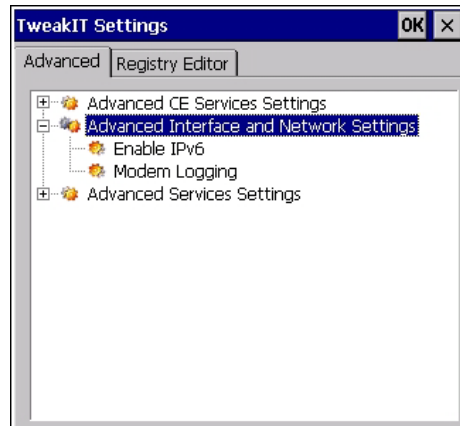 TweakIT Settings OK ×
Advanced Registry Editor
Advanced CE Services Settings
Advanced Interface and Network Settings
Enable IPv6
Modem Logging
Advanced Services Settings